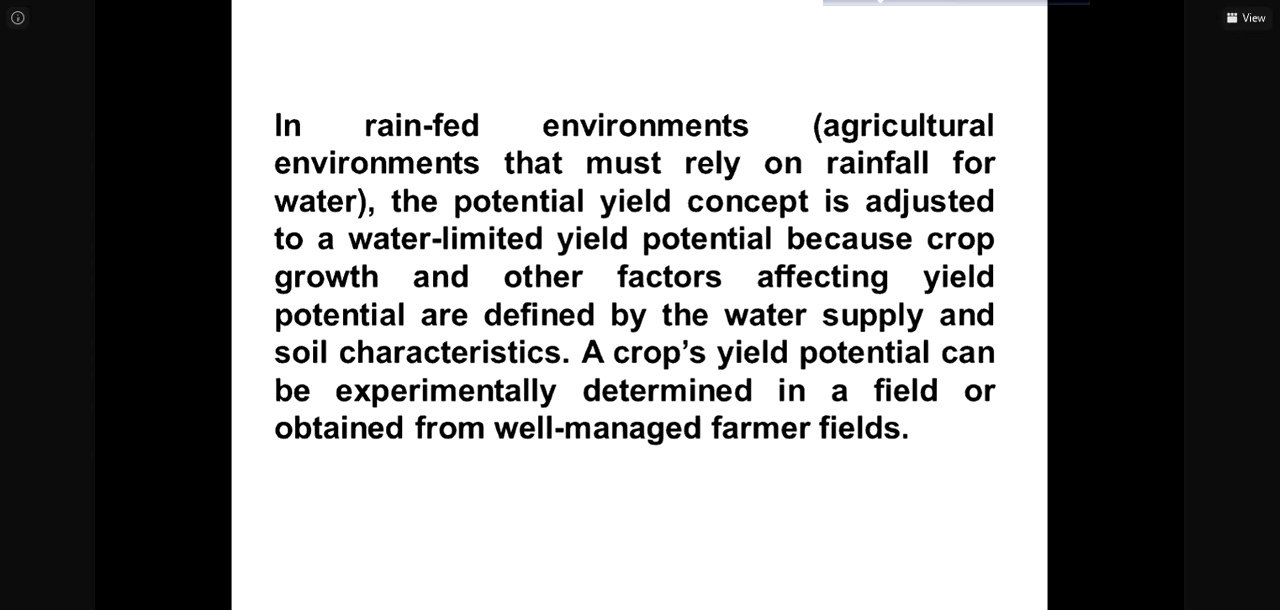 View
In rain-fed environments (agricultural
environments that must rely on rainfall for
water), the potential yield concept is adjusted
to a water-limited yield potential because crop
growth and other factors affecting yield
potential are defined by the water supply and
soil characteristics. A crop’s yield potential can
be experimentally determined in a field or
obtained from well-managed farmer fields.